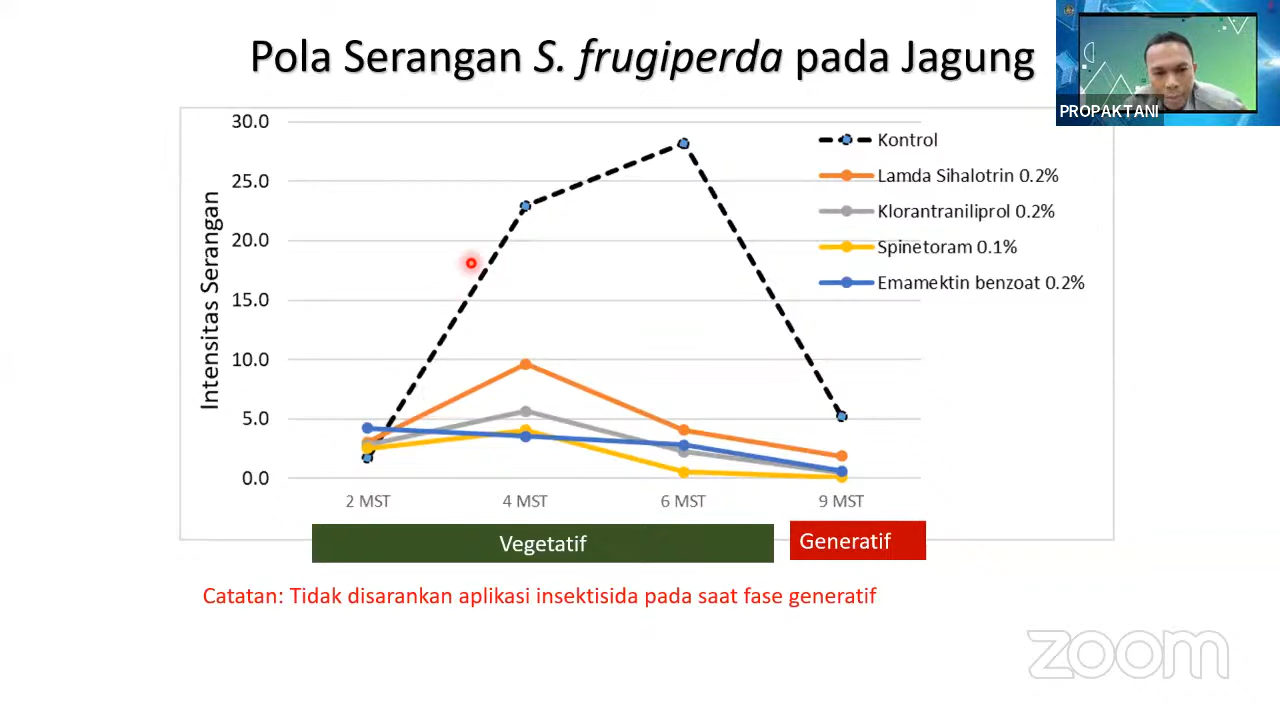 Pola Serangan S. frugiperda pada Jagung
PROPAKTANI
Intensitas Serangan
30.0
25.0
20.0
15.0
10.0
5.0
0.0
Kontrol
Lamda Sihalotrin 0.2%
Klorantraniliprol 0.2%
Spinetoram 0.1%
Emamektin benzoat 0.2%
2 MST
4 MST
6 MST
9 MST
Vegetatif
Generatif
Catatan: Tidak disarankan aplikasi insektisida pada saat fase generatif
zoom